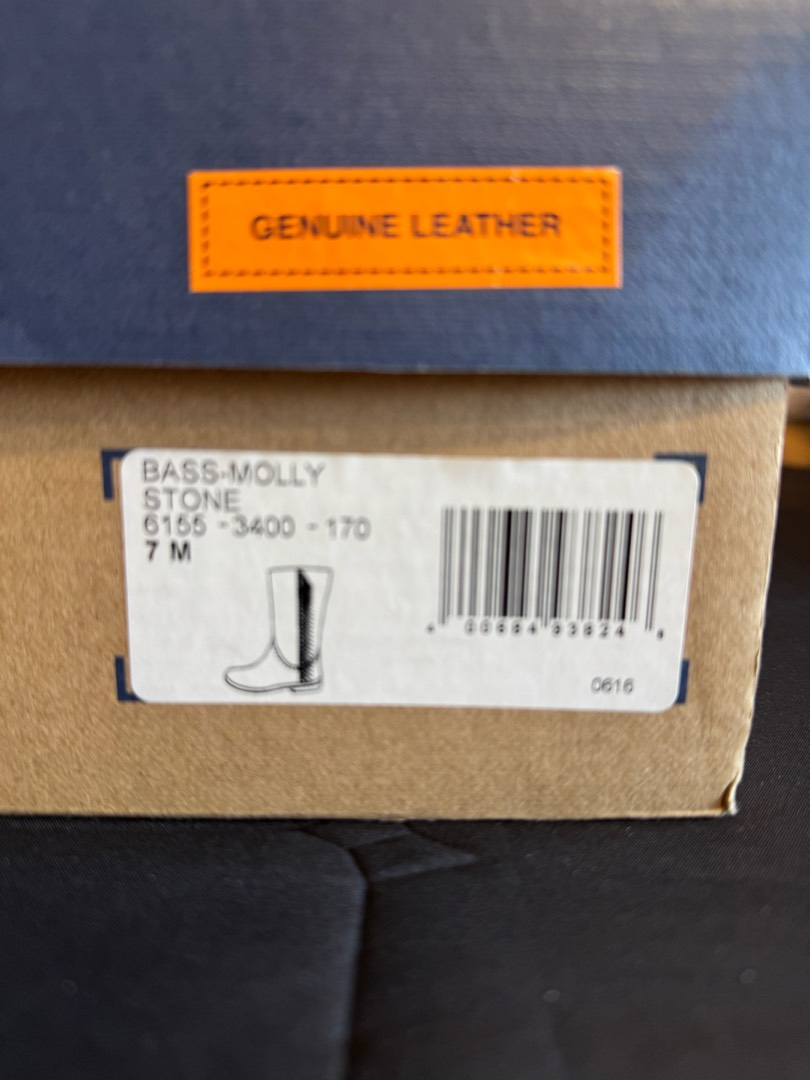 GENUINE LEATHER
BASS-MOLLY
STONE
6155 -3400 -170
7 M
0616